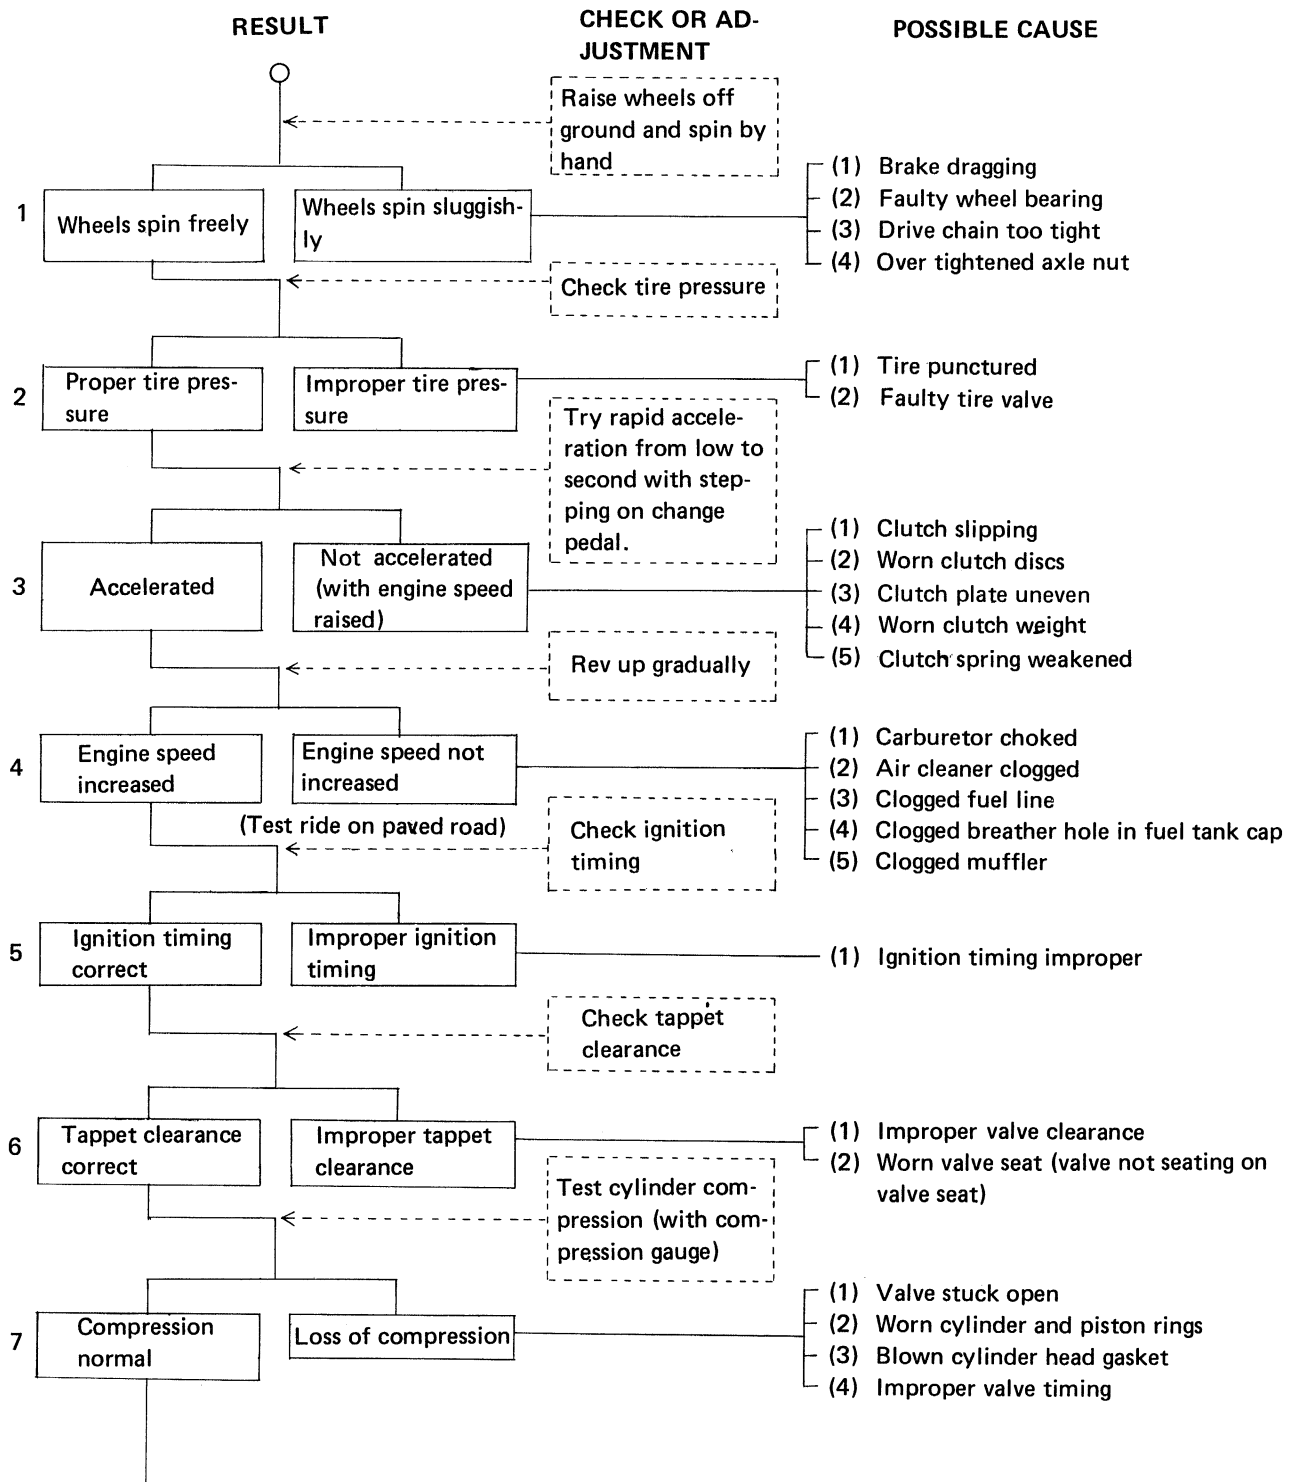 RESULT
CHECK OR AD-
JUSTMENT
POSSIBLE CAUSE
Raise wheels off
ground and spin by
hand
1
Wheels spin freely
Wheels spin sluggish-
ly
(1) Brake dragging
(2) Faulty wheel bearing
(3) Drive chain too tight
(4) Over tightened axle nut
Check tire pressure
2
Proper tire pres-
sure
Improper tire pres-
sure
(1) Tire punctured
(2) Faulty tire valve
Try rapid accele-
ration from low to
second with step-
ping on change
pedal.
3
Accelerated
Not accelerated
(with engine speed
raised)
(1) Clutch slipping
(2) Worn clutch discs
(3) Clutch plate uneven
(4) Worn clutch weight
(5) Clutch spring weakened
Rev up gradually
4
Engine speed
increased
Engine speed not
increased
(1) Carburetor choked
(2) Air cleaner clogged
(3) Clogged fuel line
(4) Clogged breather hole in fuel tank cap
(5) Clogged muffler
(Test ride on paved road)
Check ignition
timing
5
Ignition timing
correct
Improper ignition
timing
(1) Ignition timing improper
Check tappet
clearance
6
Tappet clearance
correct
Improper tappet
clearance
(1) Improper valve clearance
(2) Worn valve seat (valve not seating on
valve seat)
Test cylinder com-
pression (with com-
pression gauge)
7
Compression
normal
Loss of compression
(1) Valve stuck open
(2) Worn cylinder and piston rings
(3) Blown cylinder head gasket
(4) Improper valve timing